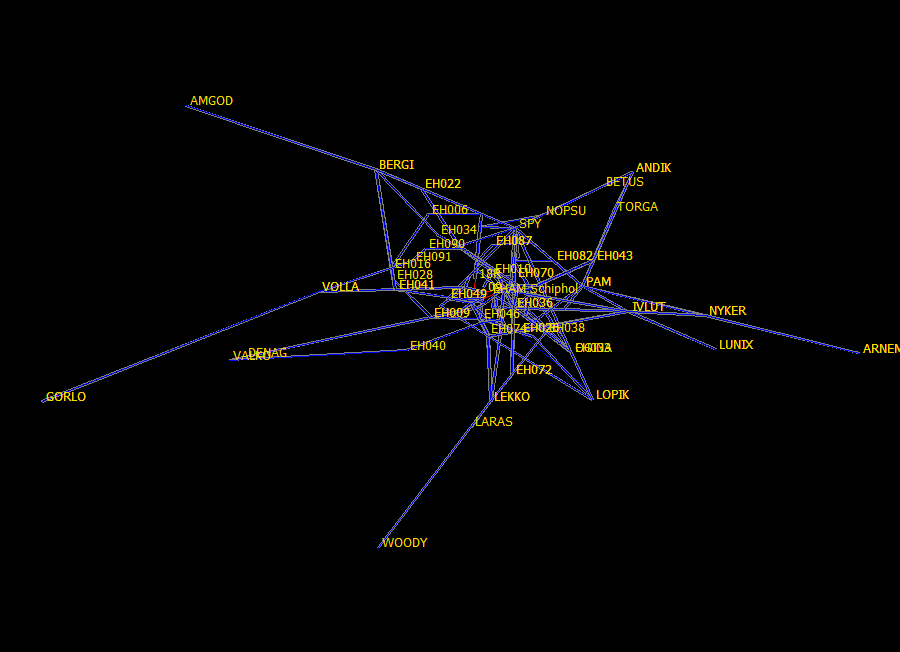 AMGOD
BERGI
ANDIK
BETUS
EH022
TORGA
EH006
NOPSU
SPY
EH034
EH087
EH090
EH091
EH082
EH043
EH016
EH010
EH028
18R
EH070
PAM
EH041
VOLLA
09
EHAM Schiphol
EH049
EH036
IVLUT
NYKER
EH009
EH046
EH074
EH038
EH040
LUNIX
ARNEM
DENAG
VALKO
EH072
GORLO
LEKKO
LOPIK
LARAS
WOODY